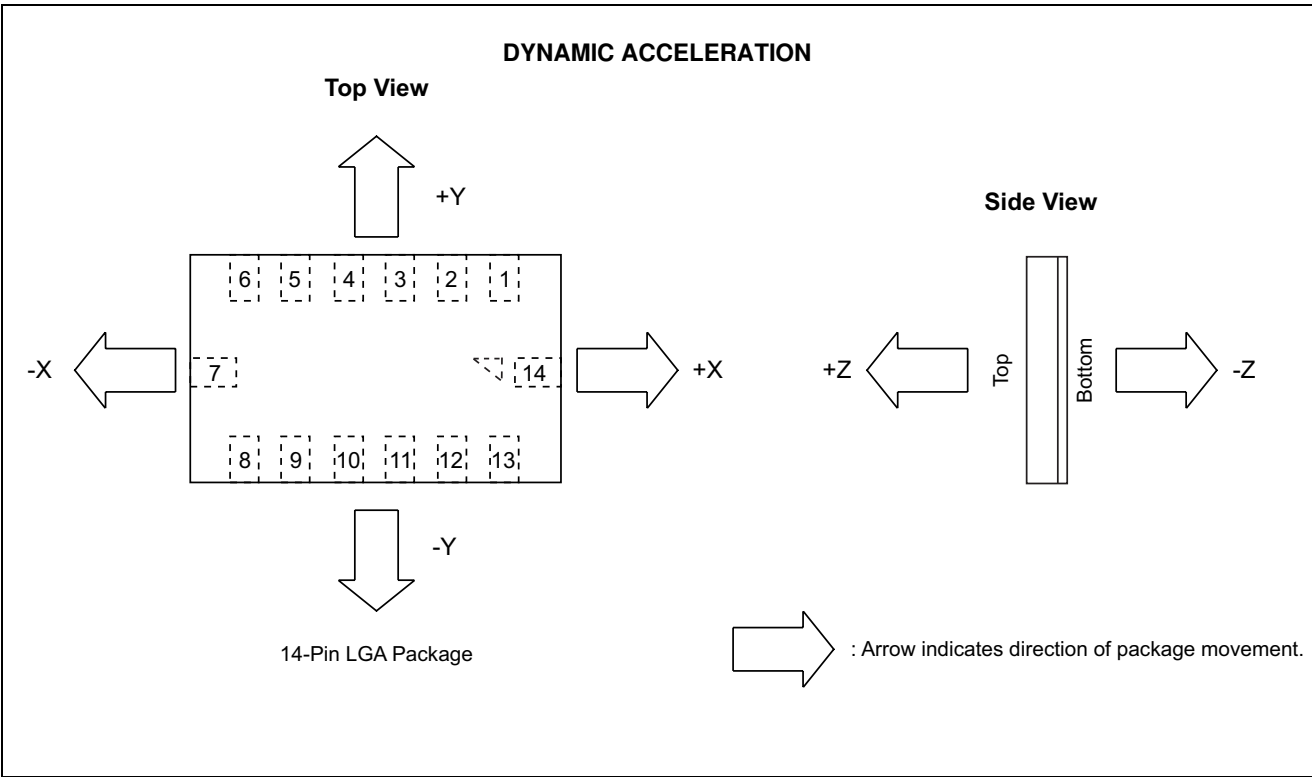 DYNAMIC ACCELERATION
Top View
+Y
Side View
6 5 4 3 2 1
-X
7
14
+X
+Z
Top
Bottom
-Z
8 9 10 11 12 13
-Y
14-Pin LGA Package
: Arrow indicates direction of package movement.